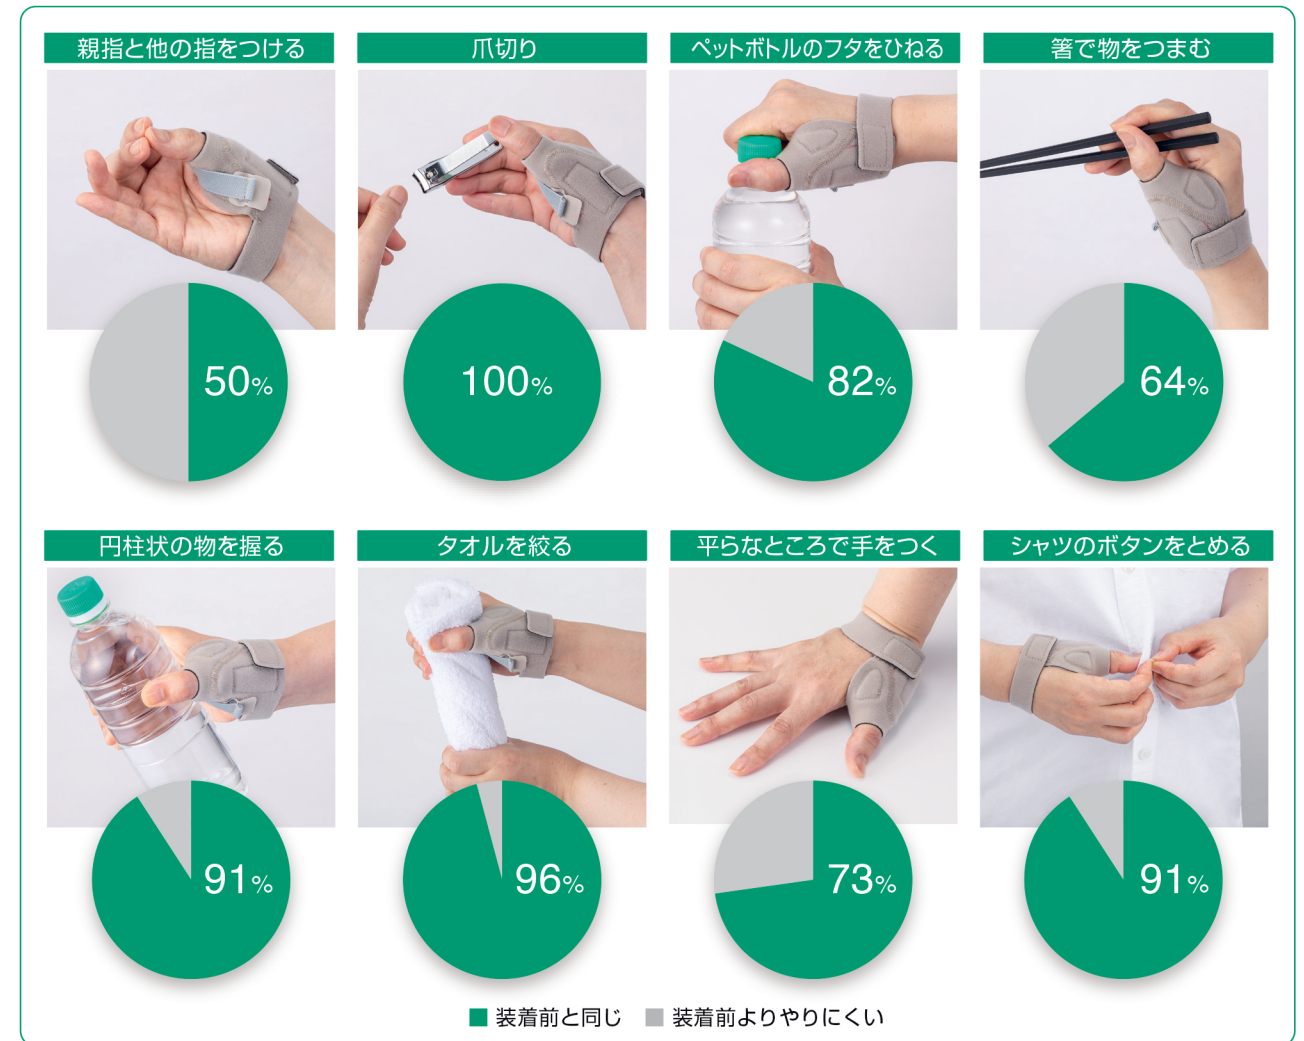 親指と他の指をつける
爪切り
ペットボトルのフタをひねる
箸で物をつまむ
50%
100%
82%
64%
円柱状の物を握る
タオルを絞る
平らなところで手をつく
シャツのボタンをとめる
91%
96%
73%
91%
装着前と同じ
装着前よりやりにくい